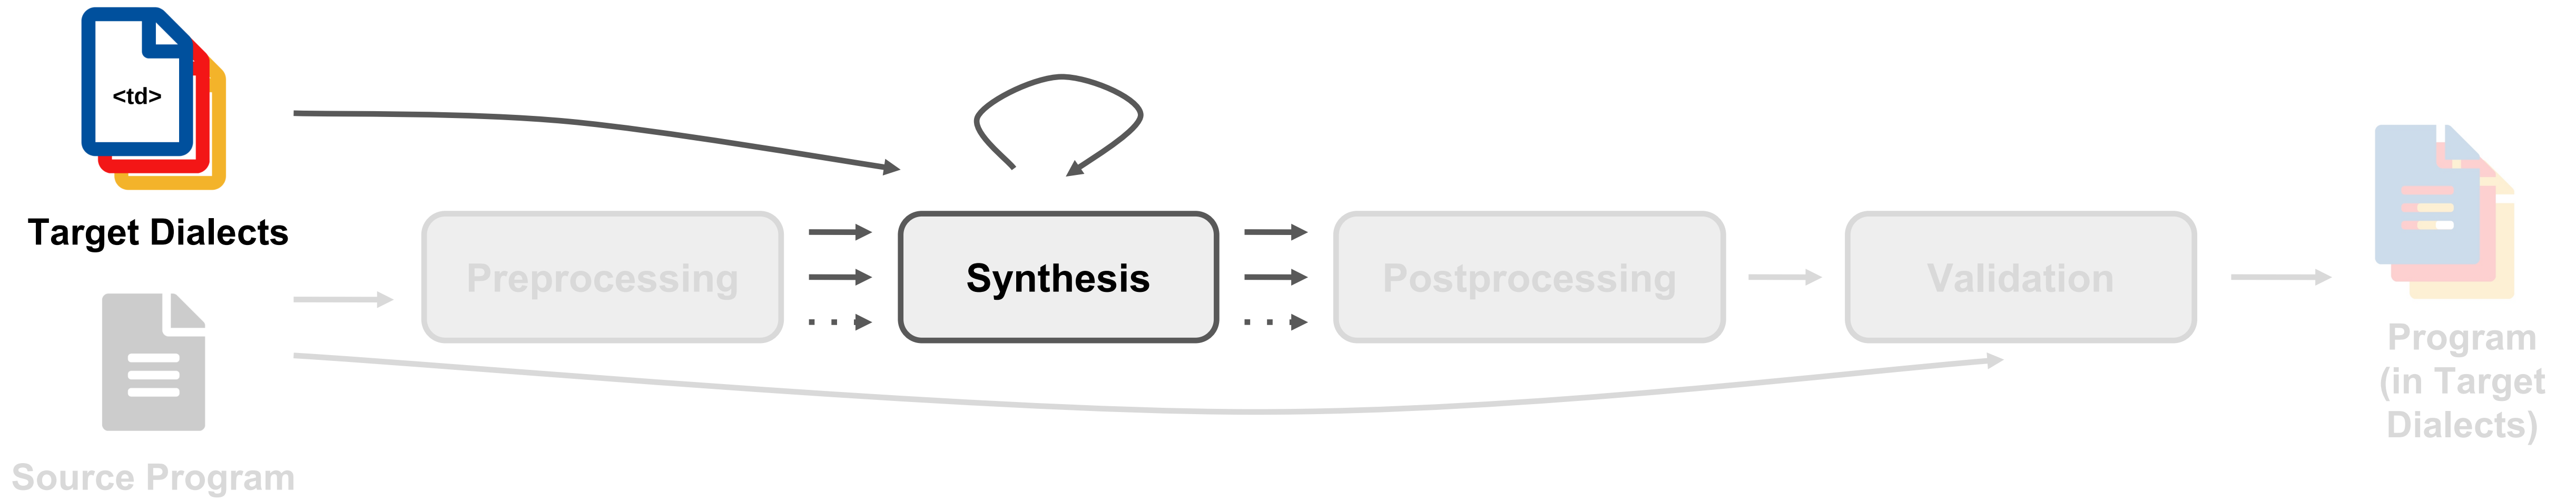 <td>
Target Dialects
Source Program
Preprocessing
Synthesis
Postprocessing
Validation
Program
(in Target
Dialects)